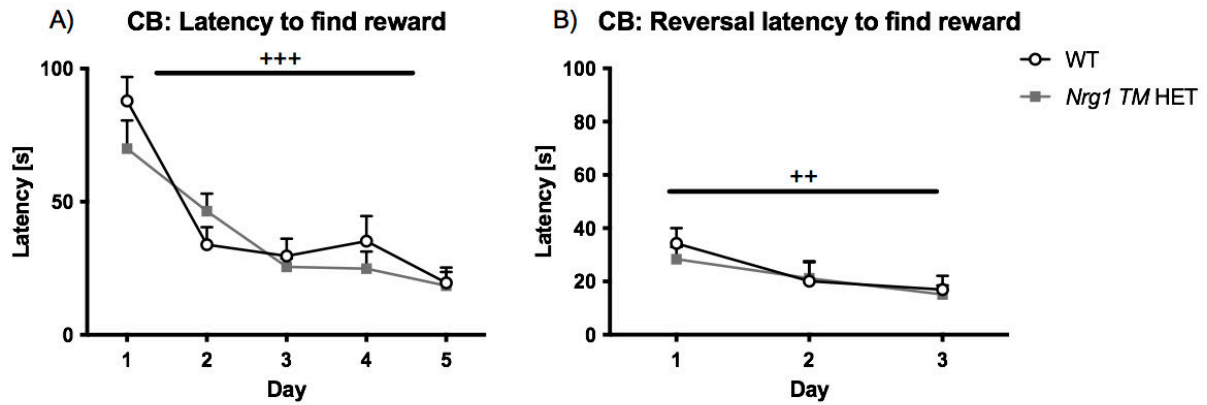 A) CB: Latency to find reward
+++
100
50
0
Latency [s]
1 2 3 4 5
Day
B) CB: Reversal latency to find reward
++
100
80
60
40
20
0
Latency [s]
1 2 3
Day
WT
Nrg1 TM HET